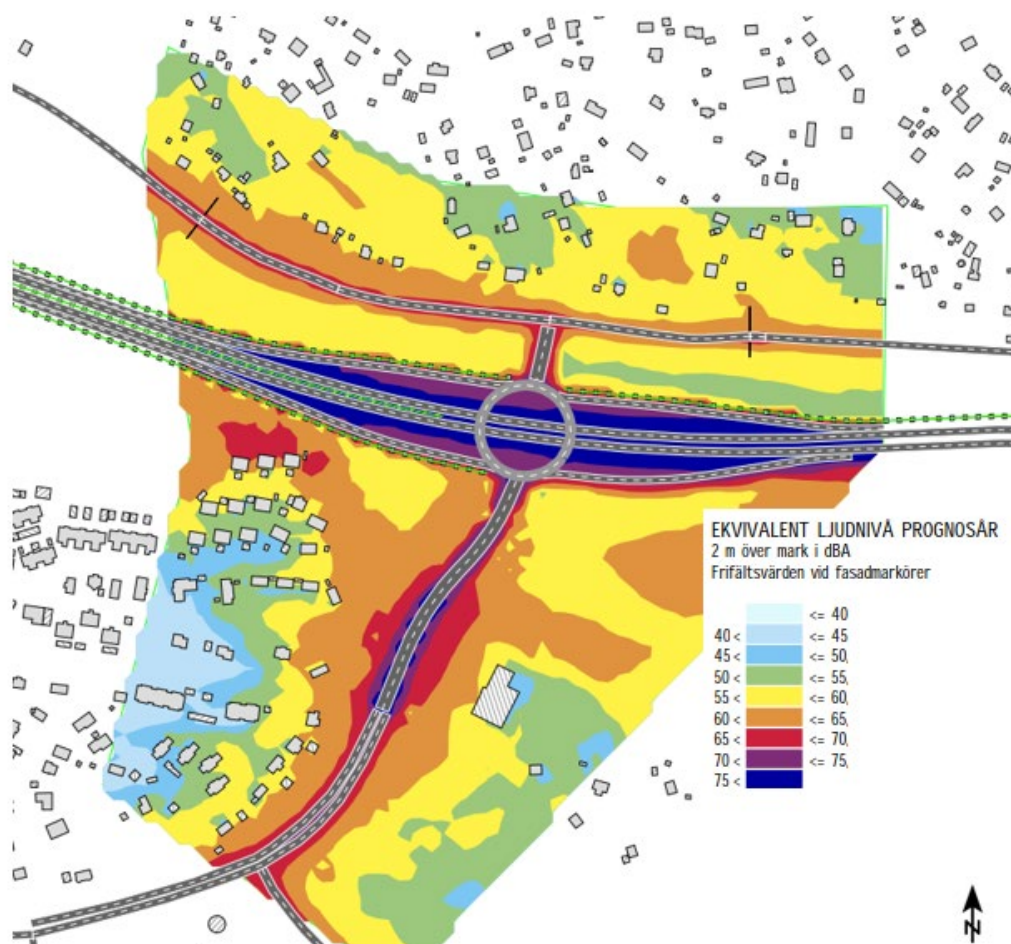 EKVIVALENT LJUDNIVÅ PROGNOSÅR
2 m över mark i dBA
Frifältsvärden vid fasadmarkörer
<= 40
40 < <= 45
45 < <= 50,
50 < <= 55,
55 < <= 60,
60 < <= 65,
65 < <= 70,
70 < <= 75,
75 <
N